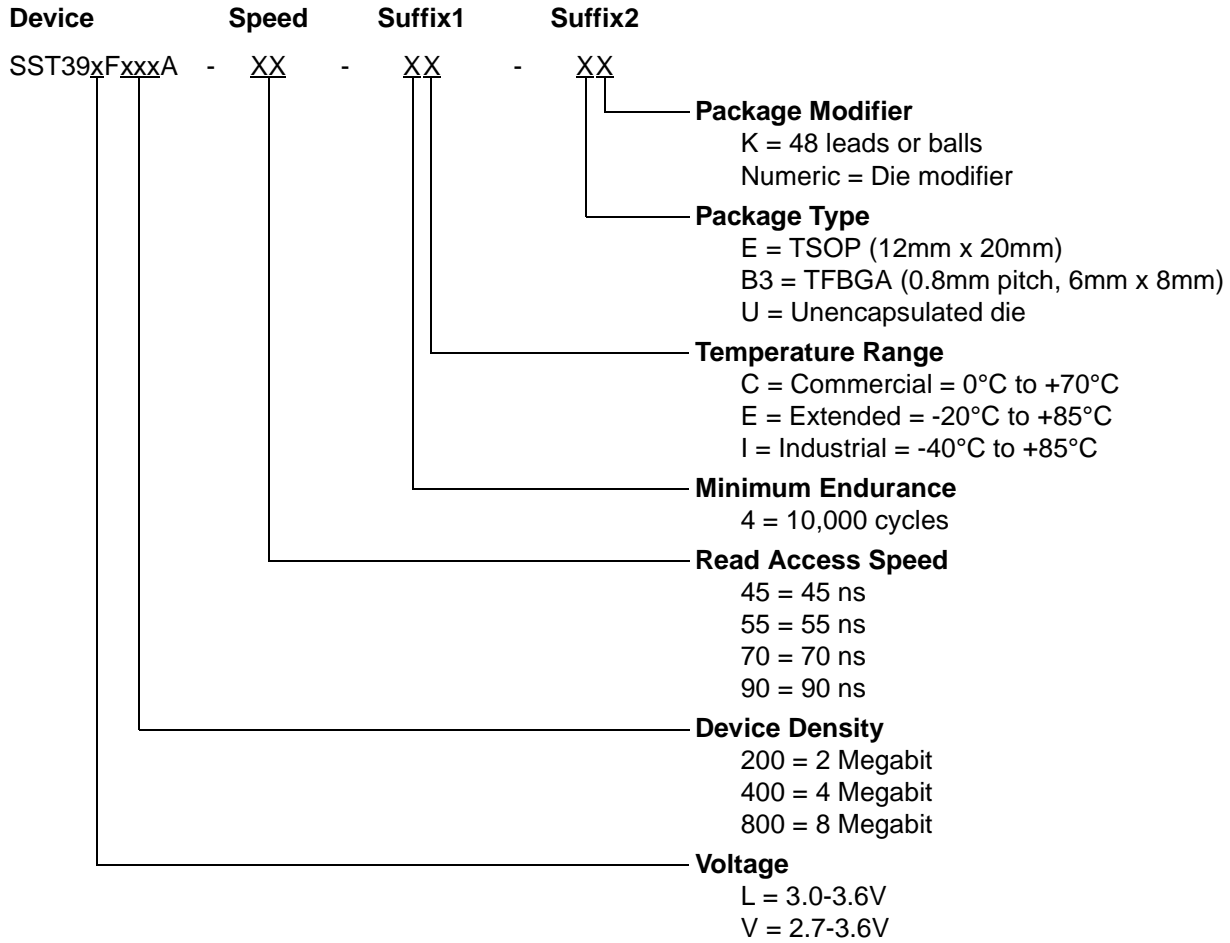 Device Speed Suffix1 Suffix2
SST39xFxxxA - XX - XX - XX
Package Modifier
K = 48 leads or balls
Numeric = Die modifier
Package Type
E = TSOP (12mm x 20mm)
B3 = TFBGA (0.8mm pitch, 6mm x 8mm)
U = Unencapsulated die
Temperature Range
C = Commercial = 0°C to +70°C
E = Extended = -20°C to +85°C
I = Industrial = -40°C to +85°C
Minimum Endurance
4 = 10,000 cycles
Read Access Speed
45 = 45 ns
55 = 55 ns
70 = 70 ns
90 = 90 ns
Device Density
200 = 2 Megabit
400 = 4 Megabit
800 = 8 Megabit
Voltage
L = 3.0-3.6V
V = 2.7-3.6V